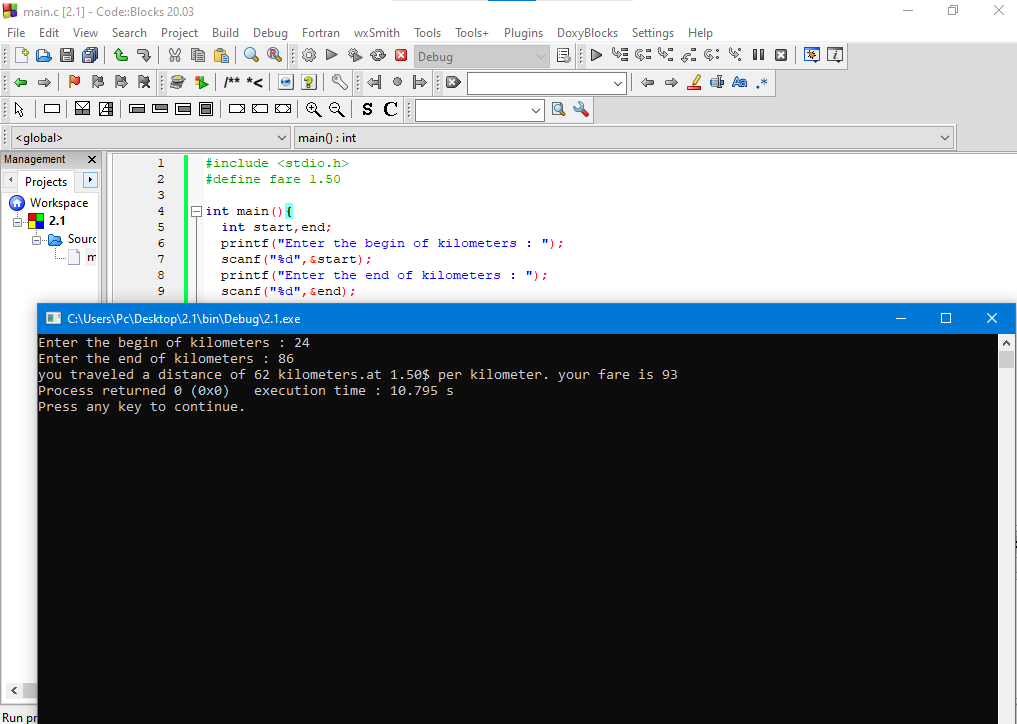 main.c [2.1] - Code::Blocks 20.03
File Edit View Search Project Build Debug Fortran wxSmith Tools Tools+ Plugins DoxyBlocks Settings Help
Debug
/** *<
Aa .*
S C
<global> main() : int
Management
Projects
Workspace
2.1
Sourc
m
1 #include <stdio.h>
2 #define fare 1.50
3
4 int main(){
5 int start,end;
6 printf("Enter the begin of kilometers : ");
7 scanf("%d",&start);
8 printf("Enter the end of kilometers : ");
9 scanf("%d",&end);
C:\Users\Pc\Desktop\2.1\bin\Debug\2.1.exe
Enter the begin of kilometers : 24
Enter the end of kilometers : 86
you traveled a distance of 62 kilometers.at 1.50$ per kilometer. your fare is 93
Process returned 0 (0x0) execution time : 10.795 s
Press any key to continue.
Run pr